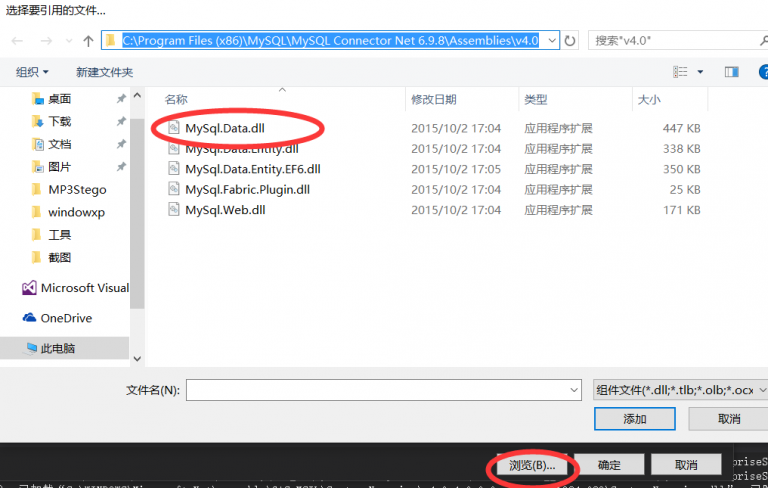 选择要引用的文件...
C:\Program Files (x86)\MySQL\MySQL Connector Net 6.9.8\Assemblies\v4.0
搜索"v4.0"
组织 新建文件夹
名称 修改日期 类型 大小
桌面
下载
文档
图片
MP3Stego
windowxp
工具
截图
Microsoft Visual
OneDrive
此电脑
MySql.Data.dll 2015/10/2 17:04 应用程序扩展 447 KB
MySql.Data.Entity.dll 2015/10/2 17:04 应用程序扩展 338 KB
MySql.Data.Entity.EF6.dll 2015/10/2 17:05 应用程序扩展 350 KB
MySql.Fabric.Plugin.dll 2015/10/2 17:04 应用程序扩展 25 KB
MySql.Web.dll 2015/10/2 17:04 应用程序扩展 171 KB
文件名(N): 组件文件(*.dll;*.tlb;*.olb;*.ocx
添加 取消
浏览(B)... 确定 取消
priseS
priseS